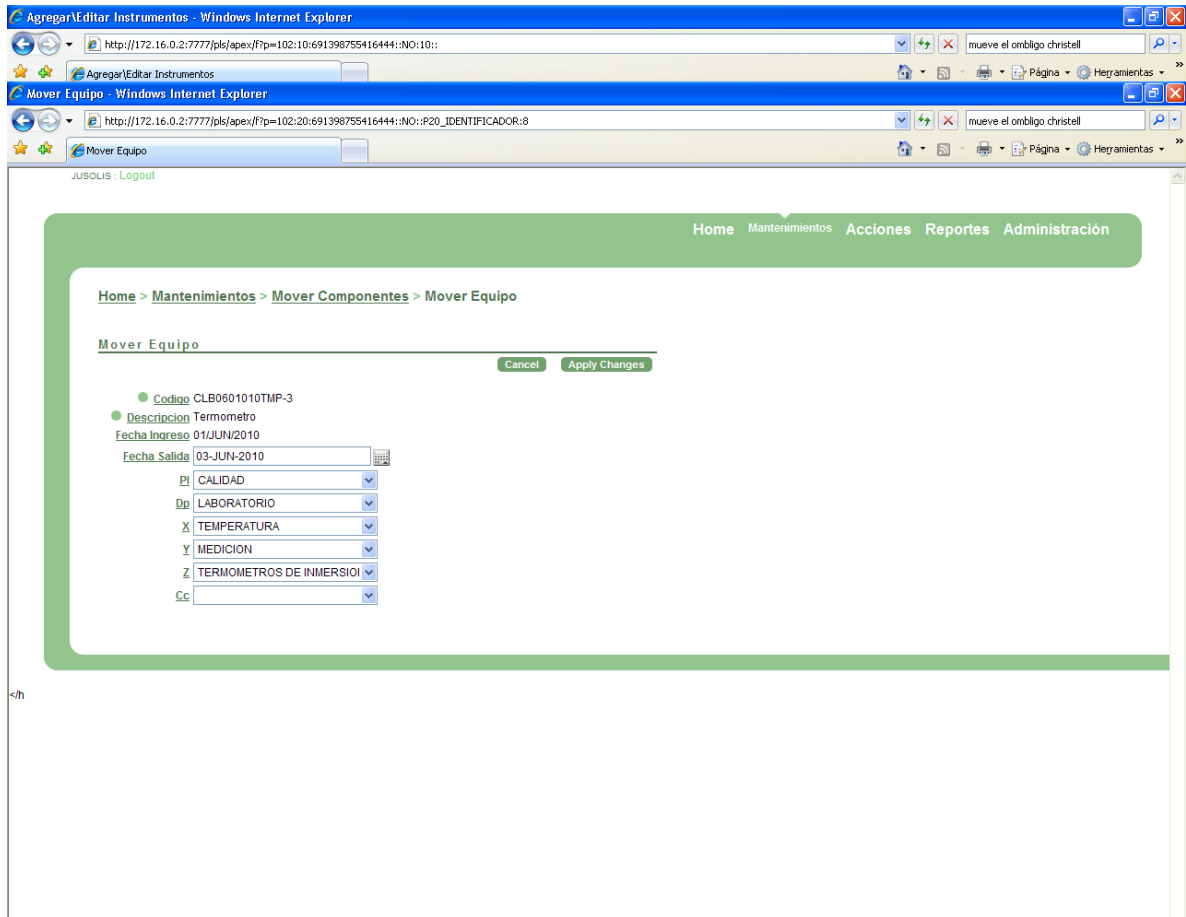 Agregar\Editar Instrumentos - Windows Internet Explorer
http://172.16.0.2:7777/pls/apex/f?p=102:10:691398755416444::NO:10::
mueve el ombligo christell
Agregar\Editar Instrumentos
Página
Herramientas
Mover Equipo - Windows Internet Explorer
http://172.16.0.2:7777/pls/apex/f?p=102:20:691398755416444::NO::P20_IDENTIFICADOR:8
mueve el ombligo christell
Mover Equipo
Página
Herramientas
JUSOLIS : Logout
Home Mantenimientos Acciones Reportes Administración
Home > Mantenimientos > Mover Componentes > Mover Equipo
Mover Equipo
Cancel Apply Changes
Codigo CLB0601010TMP-3
Descripcion Termometro
Fecha Ingreso 01/JUN/2010
Fecha Salida 03-JUN-2010
Pl CALIDAD
Dp LABORATORIO
X TEMPERATURA
Y MEDICION
Z TERMOMETROS DE INMERSIOI
Cc
</h